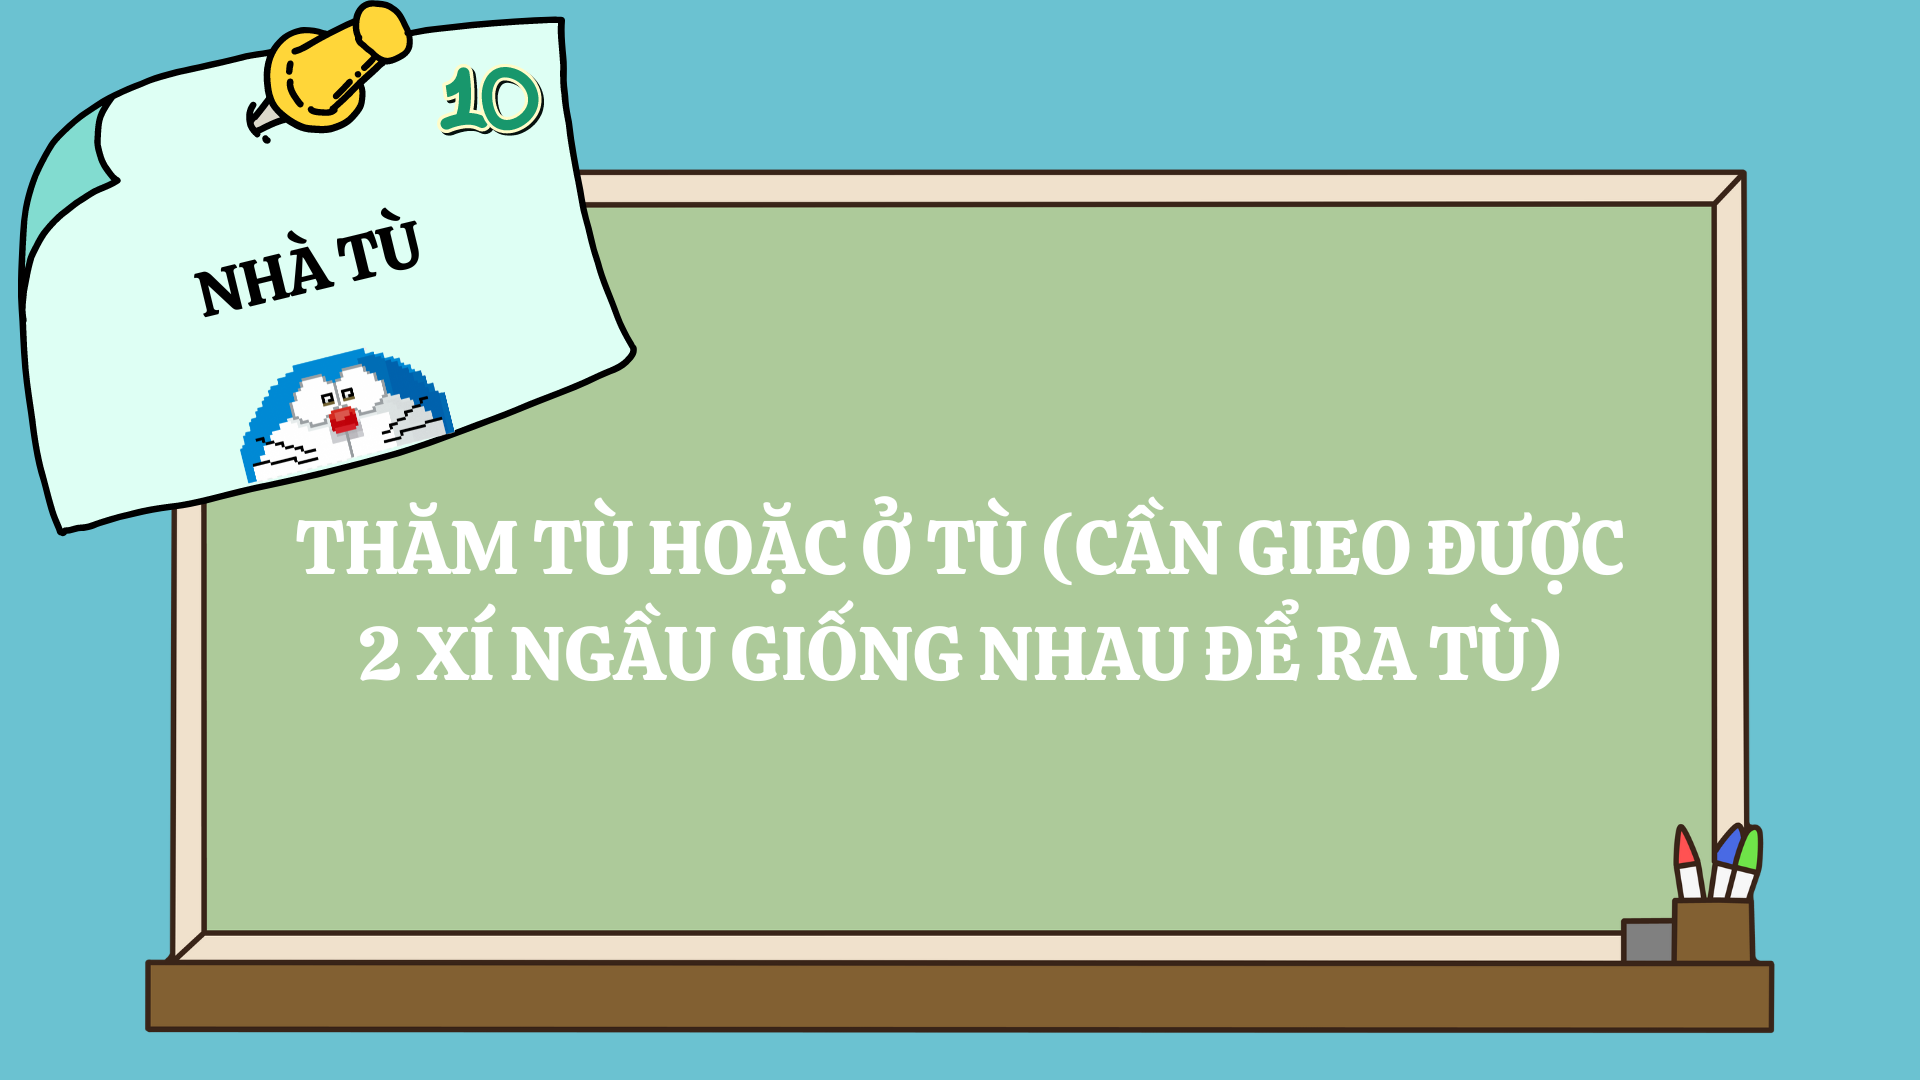 10
NHÀ TÙ
THĂM TÙ HOẶC Ở TÙ (CẦN GIEO ĐƯỢC
2 XÍ NGẦU GIỐNG NHAU ĐỂ RA TÙ)